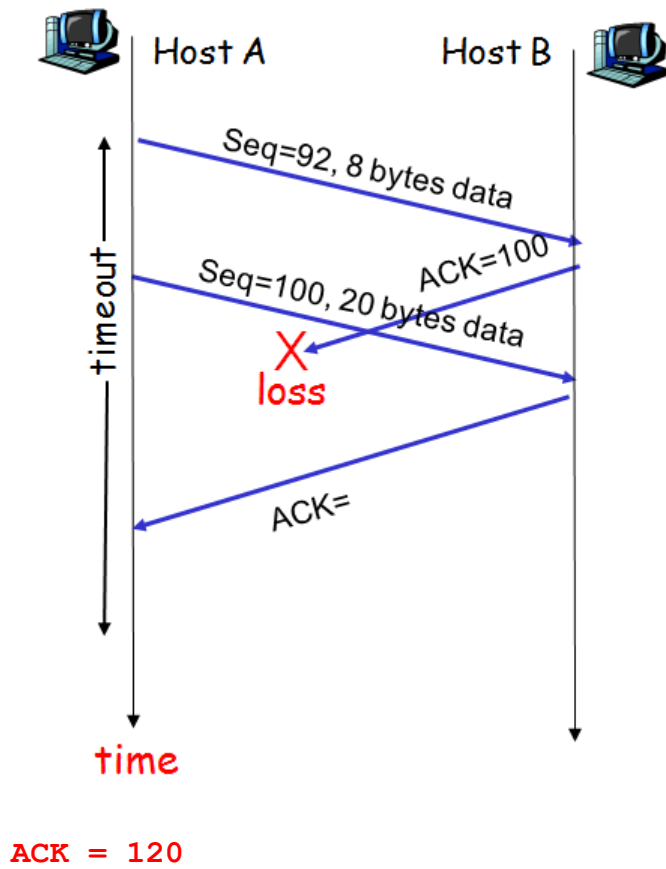 Host A
Host B
Seq=92, 8 bytes data
ACK=100
timeout
Seq=100, 20 bytes data
X
loss
ACK=
time
ACK = 120